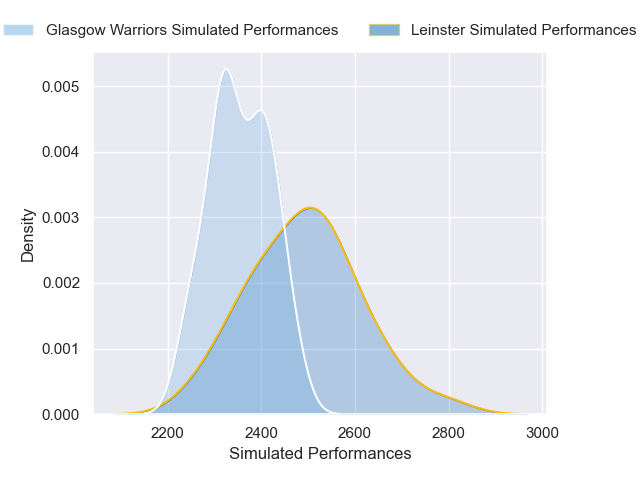 Glasgow Warriors Simulated Performances Leinster Simulated Performances
0.005
0.004
0.003
0.002
0.001
0.000
Density
2200 2400 2600 2800 3000
Simulated Performances